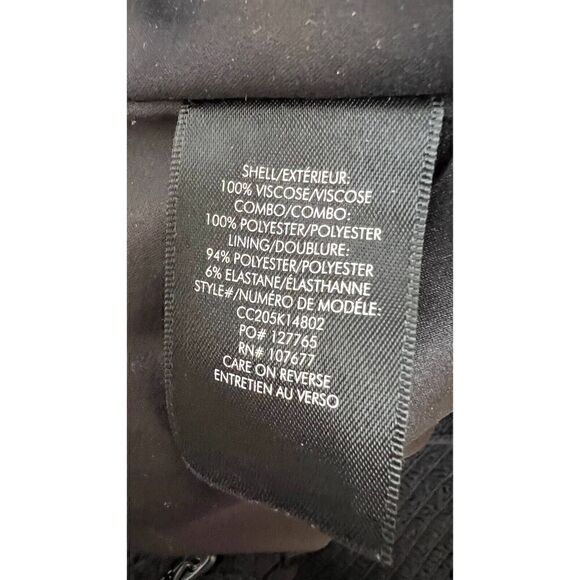 SHELL/EXTÉRIEUR:
100% VISCOSE/VISCOSE
COMBO/COMBO:
100% POLYESTER/POLYESTER
LINING/DOUBLURE:
94% POLYESTER/POLYESTER
6% ELASTANE/ÉLASTHANNE
STYLE#/NUMÉRO DE MODÉLE:
CC205K14802
PO# 127765
RN# 107677
CARE ON REVERSE
ENTRETIEN AU VERSO